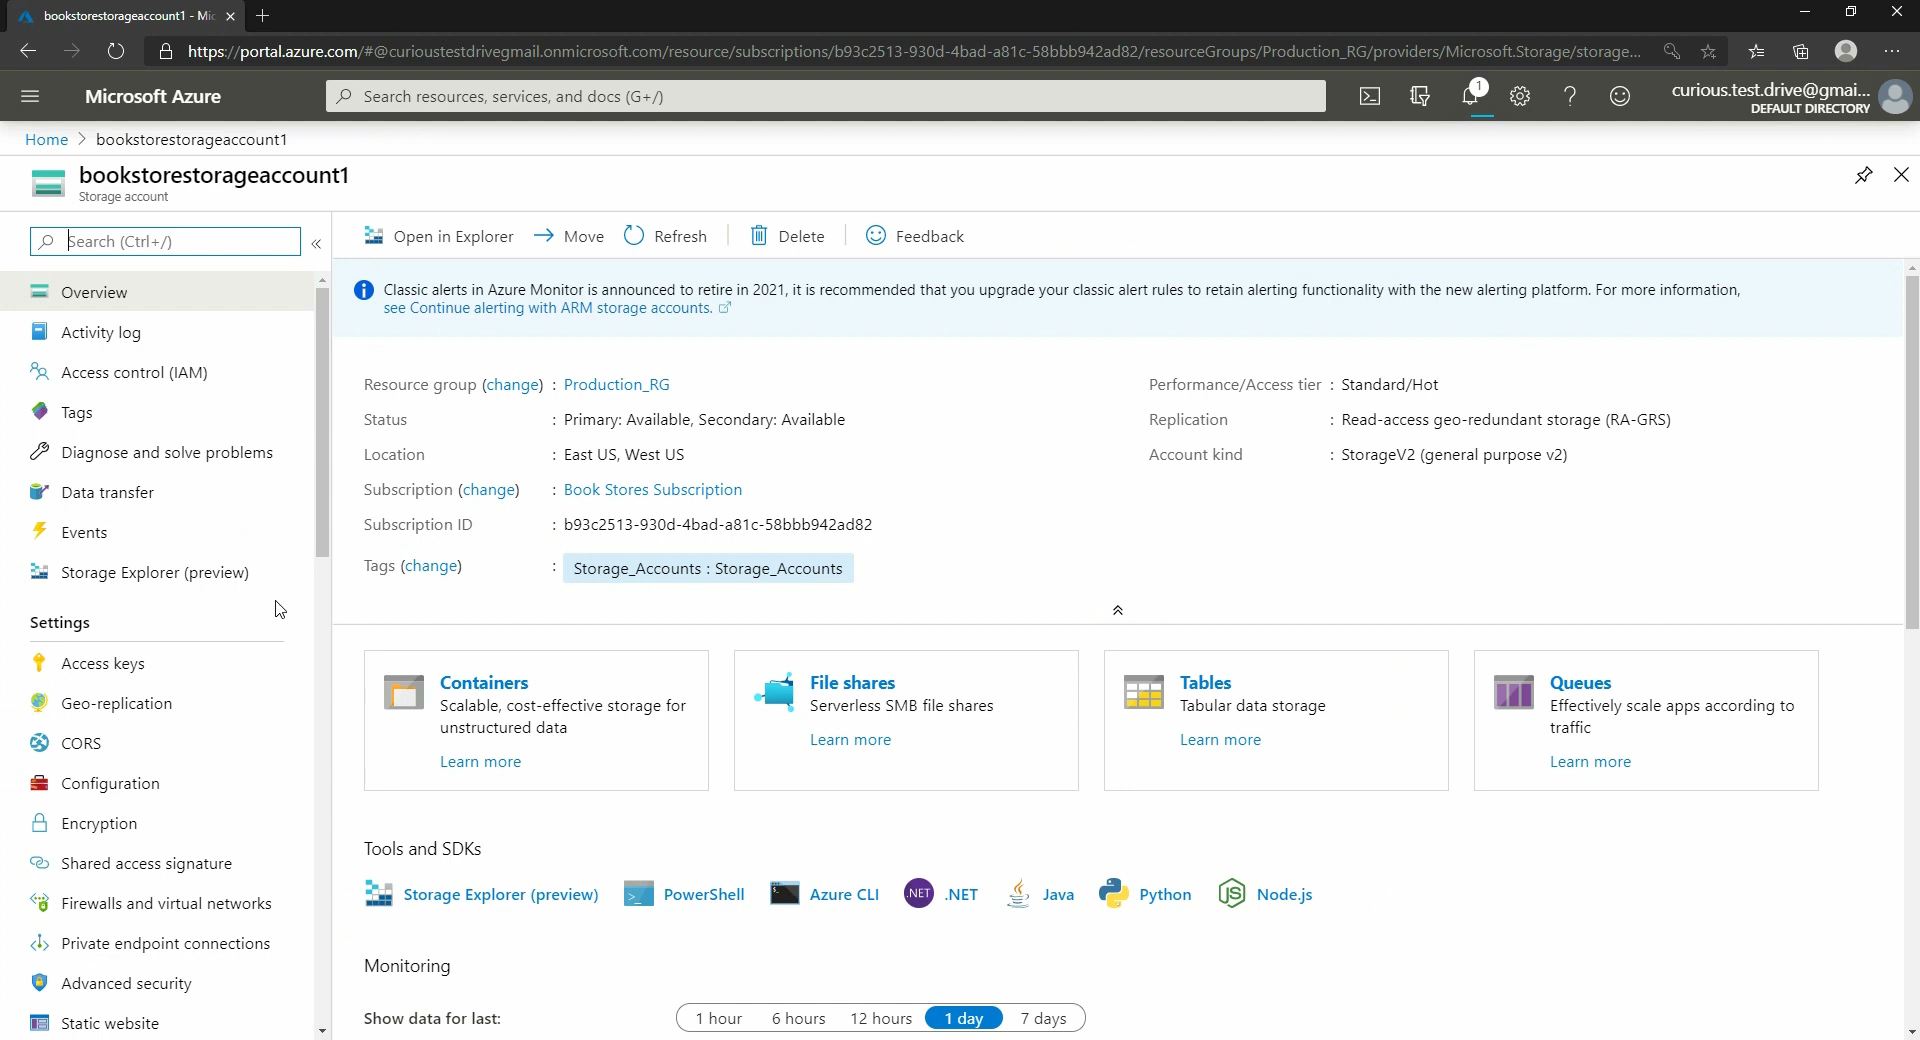 bookstorestorageaccount1 - Mic
https://portal.azure.com/#@curioustestdrivegmail.onmicrosoft.com/resource/subscriptions/b93c2513-930d-4bad-a81c-58bbb942ad82/resourceGroups/Production_RG/providers/Microsoft.Storage/storage...
Microsoft Azure
Search resources, services, and docs (G+/)
1
curious.test.drive@gmai...
DEFAULT DIRECTORY
Home > bookstorestorageaccount1
bookstorestorageaccount1
Storage account
Search (Ctrl+/)
«
Overview
Activity log
Access control (IAM)
Tags
Diagnose and solve problems
Data transfer
Events
Storage Explorer (preview)
Settings
Access keys
Geo-replication
CORS
Configuration
Encryption
Shared access signature
Firewalls and virtual networks
Private endpoint connections
Advanced security
Static website
Open in Explorer Move Refresh Delete Feedback
Classic alerts in Azure Monitor is announced to retire in 2021, it is recommended that you upgrade your classic alert rules to retain alerting functionality with the new alerting platform. For more information,
see Continue alerting with ARM storage accounts.
Resource group (change) : Production_RG
Status : Primary: Available, Secondary: Available
Location : East US, West US
Subscription (change) : Book Stores Subscription
Subscription ID : b93c2513-930d-4bad-a81c-58bbb942ad82
Tags (change) : Storage_Accounts : Storage_Accounts
Performance/Access tier : Standard/Hot
Replication : Read-access geo-redundant storage (RA-GRS)
Account kind : StorageV2 (general purpose v2)
Containers
Scalable, cost-effective storage for
unstructured data
Learn more
File shares
Serverless SMB file shares
Learn more
Tables
Tabular data storage
Learn more
Queues
Effectively scale apps according to
traffic
Learn more
Tools and SDKs
Storage Explorer (preview) PowerShell Azure CLI .NET .NET Java Python JS Node.js
Monitoring
Show data for last: 1 hour 6 hours 12 hours 1 day 7 days